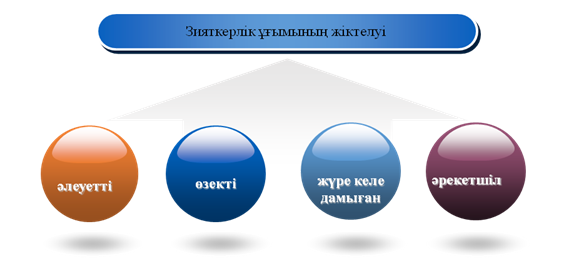 Зияткерлік ұғымының жіктелуі
әлеуетті
өзекті
жүре келе
дамыған
әрекетшіл